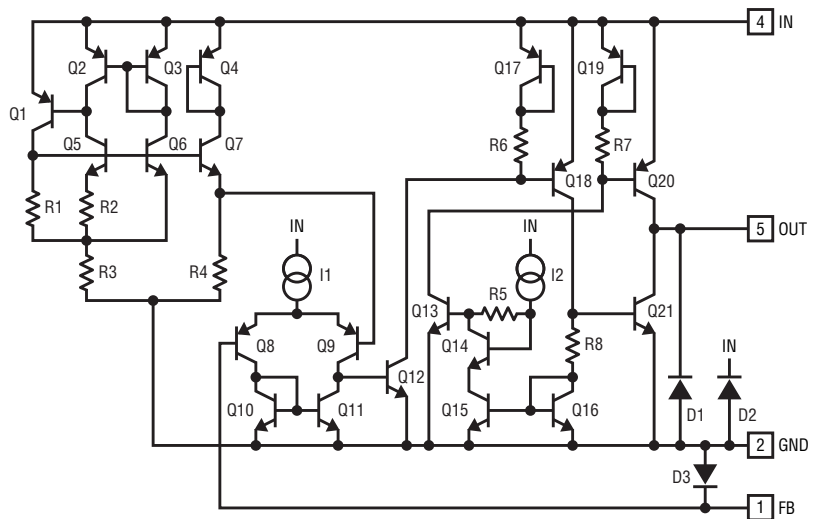 4 IN
Q2 Q3 Q4 Q17 Q19
Q1
Q5 Q6 Q7 R6 R7
Q18 Q20
R1 R2
IN IN 5 OUT
R3 R4 I1 I2
R5
Q13
Q8 Q9 Q14 R8 Q21
IN
Q12
Q10 Q11 Q15 Q16 D1 D2
2 GND
D3
1 FB